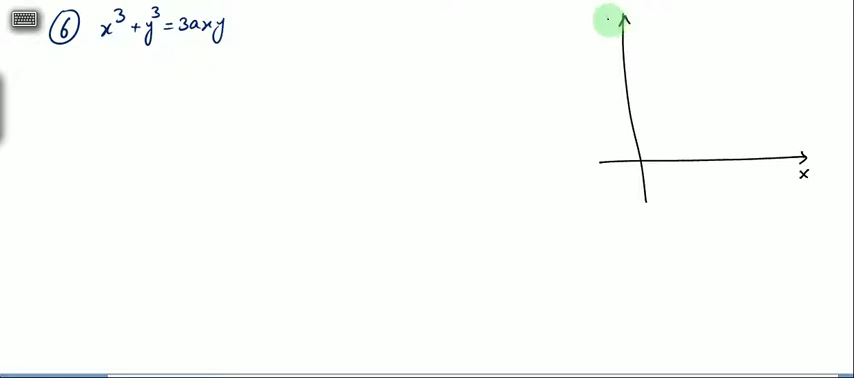 ⑥ x³ + y³ = 3axy
x